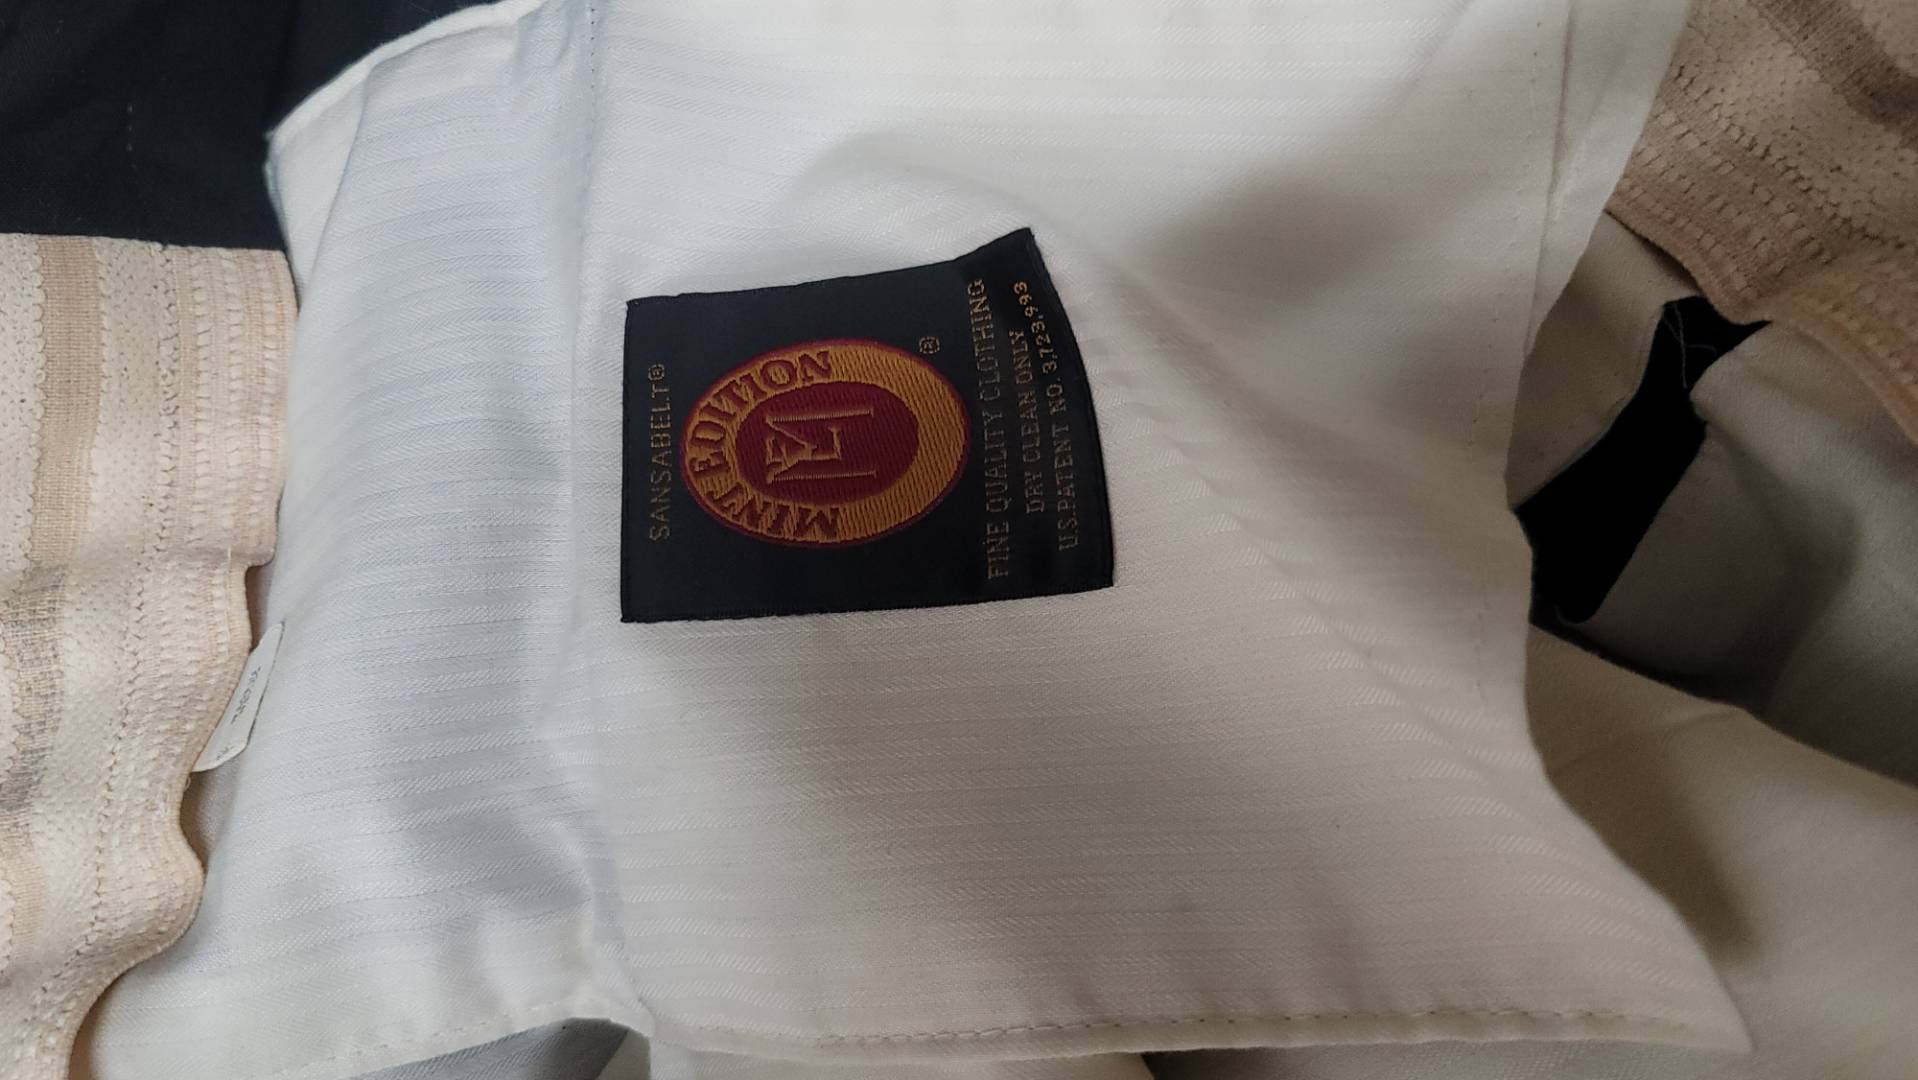 SANSABELT®
MINT EDITION
®
FINE QUALITY CLOTHING
DRY CLEAN ONLY
U.S. PATENT NO. 3,723,993